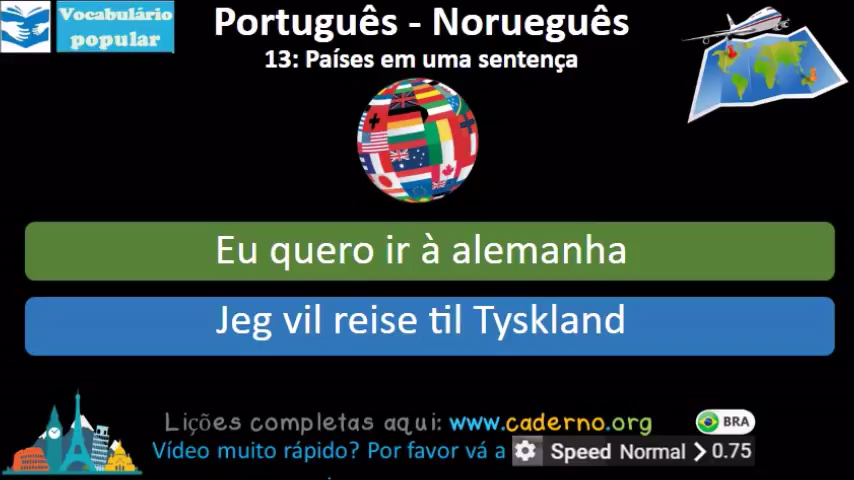 Vocabulário
popular
Português - Norueguês
13: Países em uma sentença
Eu quero ir à alemanha
Jeg vil reise til Tyskland
Lições completas aqui: www.caderno.org
BRA
Vídeo muito rápido? Por favor vá a Speed Normal > 0.75